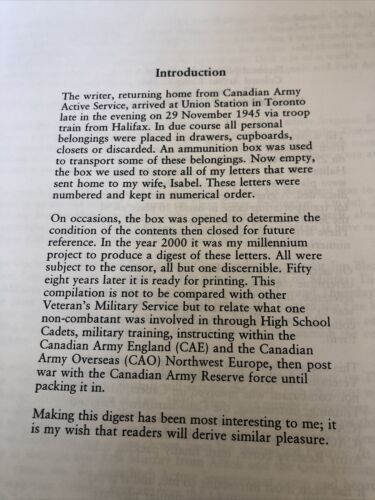 Introduction
The writer, returning home from Canadian Army
Active Service, arrived at Union Station in Toronto
late in the evening on 29 November 1945 via troop
train from Halifax. In due course all personal
belongings were placed in drawers, cupboards,
closets or discarded. An ammunition box was used
to transport some of these belongings. Now empty,
the box we used to store all of my letters that were
sent home to my wife, Isabel. These letters were
numbered and kept in numerical order.
On occasions, the box was opened to determine the
condition of the contents then closed for future
reference. In the year 2000 it was my millennium
project to produce a digest of these letters. All were
subject to the censor, all but one discernible. Fifty
eight years later it is ready for printing. This
compilation is not to be compared with other
Veteran's Military Service but to relate what one
non-combatant was involved in through High School
Cadets, military training, instructing within the
Canadian Army England (CAE) and the Canadian
Army Overseas (CAO) Northwest Europe, then post
war with the Canadian Army Reserve force until
packing it in.
Making this digest has been most interesting to me; it
is my wish that readers will derive similar pleasure.